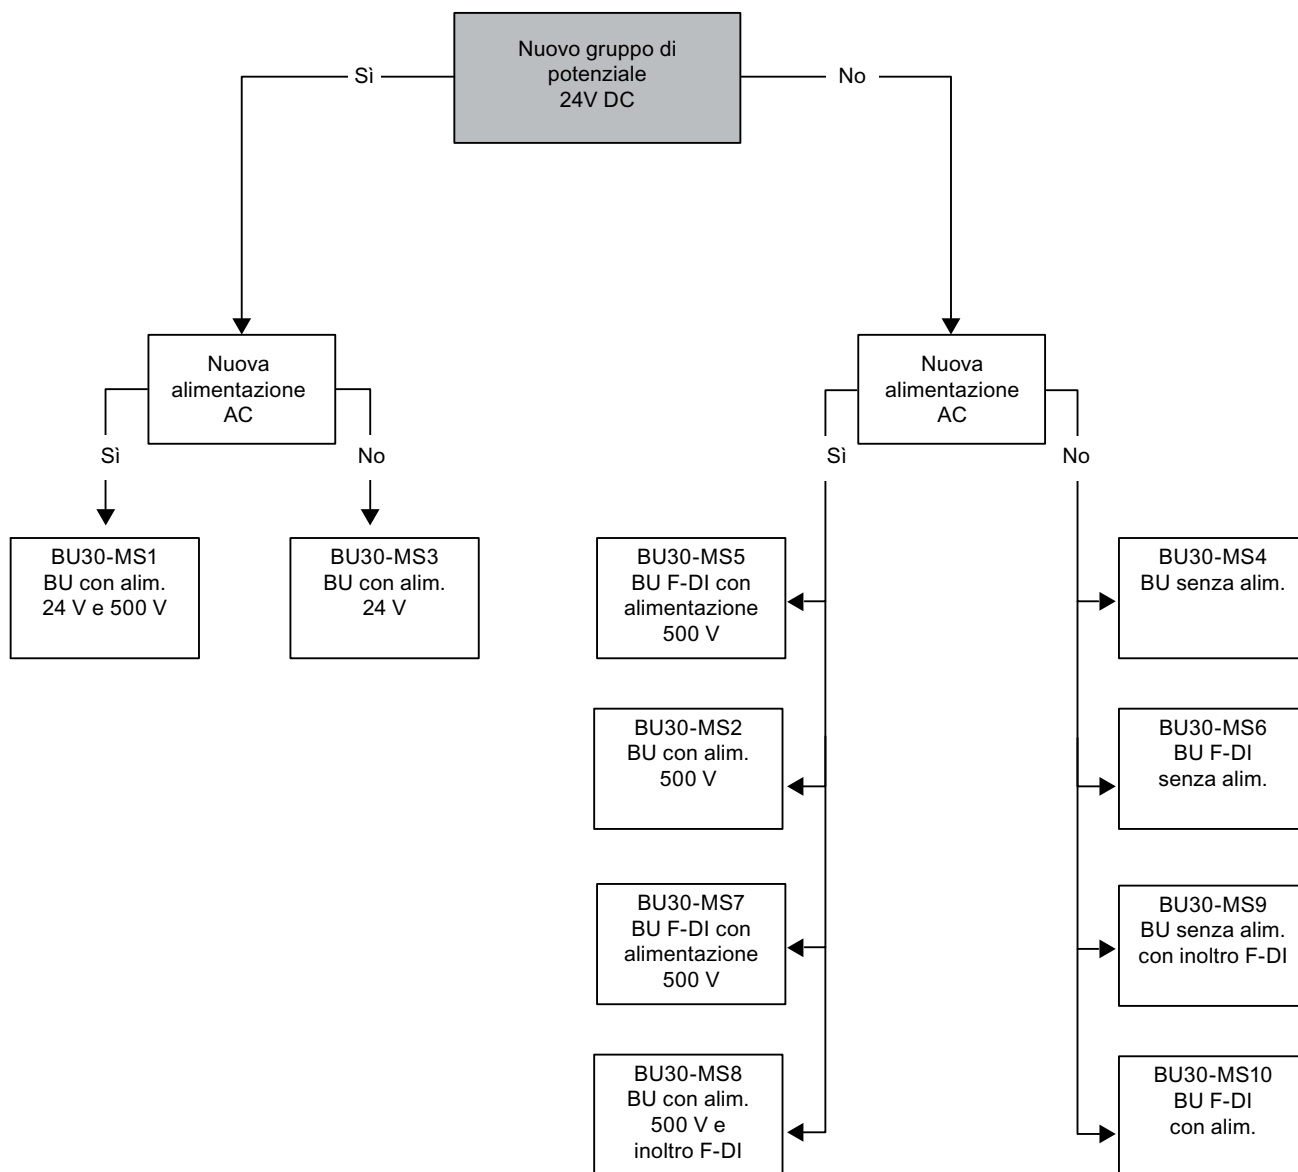 Nuovo gruppo di
potenziale
24V DC
Sì
No
Nuova
alimentazione
AC
Sì
No
Nuova
alimentazione
AC
Sì
No
BU30-MS1
BU con alim.
24 V e 500 V
BU30-MS3
BU con alim.
24 V
BU30-MS5
BU F-DI con
alimentazione
500 V
BU30-MS4
BU senza alim.
BU30-MS2
BU con alim.
500 V
BU30-MS6
BU F-DI
senza alim.
BU30-MS7
BU F-DI con
alimentazione
500 V
BU30-MS9
BU senza alim.
con inoltro F-DI
BU30-MS8
BU con alim.
500 V e
inoltro F-DI
BU30-MS10
BU F-DI
con alim.